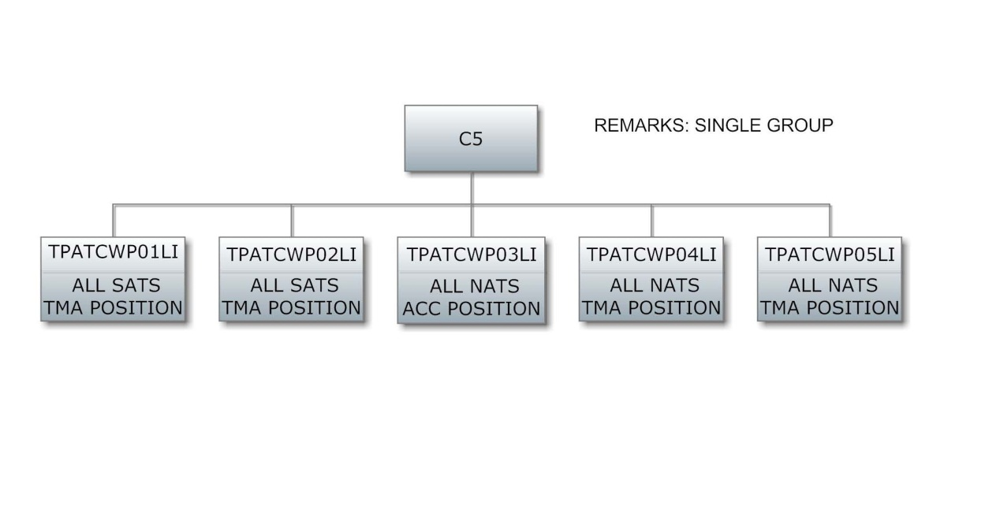 C5
REMARKS: SINGLE GROUP
TPATCWP01LI
ALL SATS
TMA POSITION
TPATCWP02LI
ALL SATS
TMA POSITION
TPATCWP03LI
ALL NATS
ACC POSITION
TPATCWP04LI
ALL NATS
TMA POSITION
TPATCWP05LI
ALL NATS
TMA POSITION